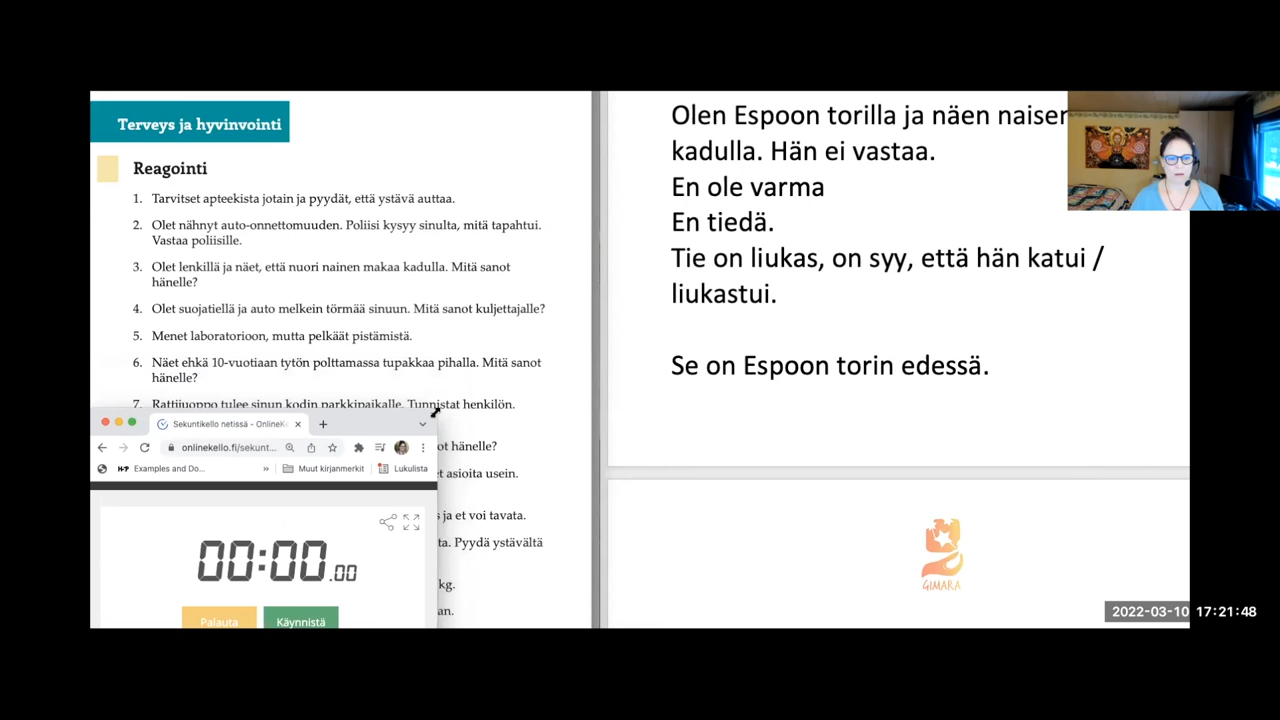 Terveys ja hyvinvointi
Reagointi
1. Tarvitset apteekista jotain ja pyydät, että ystävä auttaa.
2. Olet nähnyt auto-onnettomuuden. Poliisi kysyy sinulta, mitä tapahtui.
Vastaa poliisille.
3. Olet lenkillä ja näet, että nuori nainen makaa kadulla. Mitä sanot
hänelle?
4. Olet suojatiellä ja auto melkein törmää sinuun. Mitä sanot kuljettajalle?
5. Menet laboratorioon, mutta pelkäät pistämistä.
6. Näet ehkä 10-vuotiaan tytön polttamassa tupakkaa pihalla. Mitä sanot
hänelle?
7. Rattijuoppo tulee sinun kodin parkkipaikalle. Tunnistat henkilön.
ot hänelle?
et asioita usein.
s ja et voi tavata.
ta. Pyydä ystävältä
kg.
an.
Sekuntikello netissä - OnlineK
onlinekello.fi/sekunt...
Examples and Do...
»
Muut kirjanmerkit
Lukulista
00:00.00
Palauta
Käynnistä
Olen Espoon torilla ja näen naisen
kadulla. Hän ei vastaa.
En ole varma
En tiedä.
Tie on liukas, on syy, että hän katui /
liukastui.
Se on Espoon torin edessä.
GIMARA
2022-03-10 17:21:48